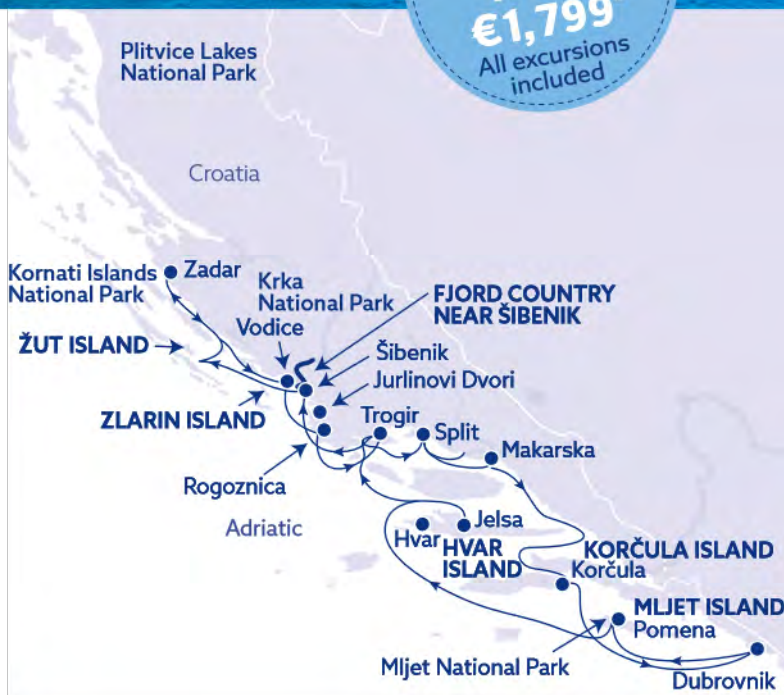 €1,799
All excursions
included
Plitvice Lakes
National Park
Croatia
Kornati Islands
National Park
Zadar
Krka
National Park
Vodice
FJORD COUNTRY
NEAR ŠIBENIK
ŽUT ISLAND
Šibenik
Jurlinovi Dvori
ZLARIN ISLAND
Trogir
Split
Makarska
Rogoznica
Adriatic
Jelsa
Hvar
HVAR
ISLAND
KORČULA ISLAND
Korčula
MLJET ISLAND
Pomena
Mljet National Park
Dubrovnik